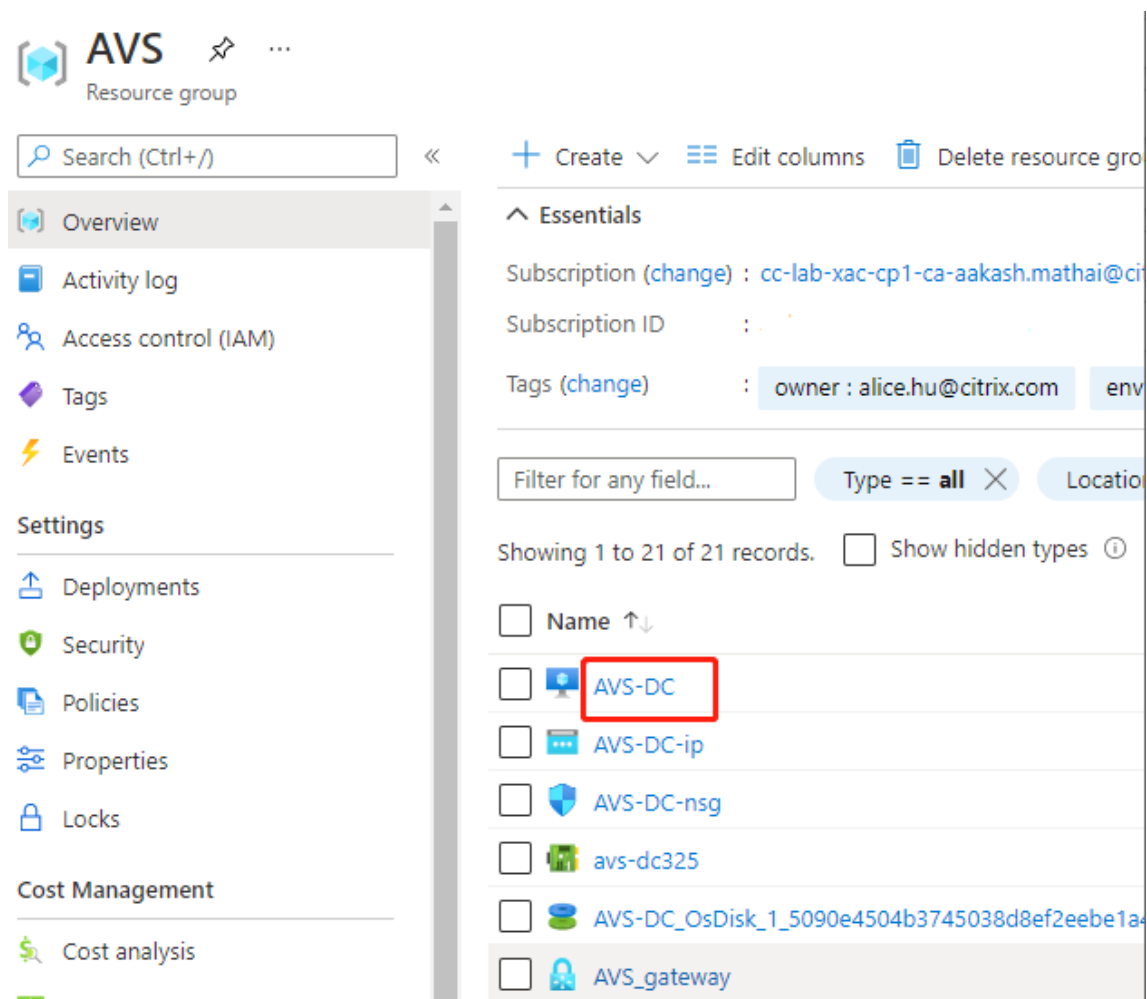 AVS
Resource group
Search (Ctrl+/)
Overview
Activity log
Access control (IAM)
Tags
Events
Settings
Deployments
Security
Policies
Properties
Locks
Cost Management
Cost analysis
Create
Edit columns
Delete resource gro
Essentials
Subscription (change) : cc-lab-xac-cp1-ca-aakash.mathai@cit
Subscription ID :
Tags (change) : owner : alice.hu@citrix.com env
Filter for any field... Type == all Location
Showing 1 to 21 of 21 records. Show hidden types
Name
AVS-DC
AVS-DC-ip
AVS-DC-nsg
avs-dc325
AVS-DC_OsDisk_1_5090e4504b3745038d8ef2eebe1a4
AVS_gateway